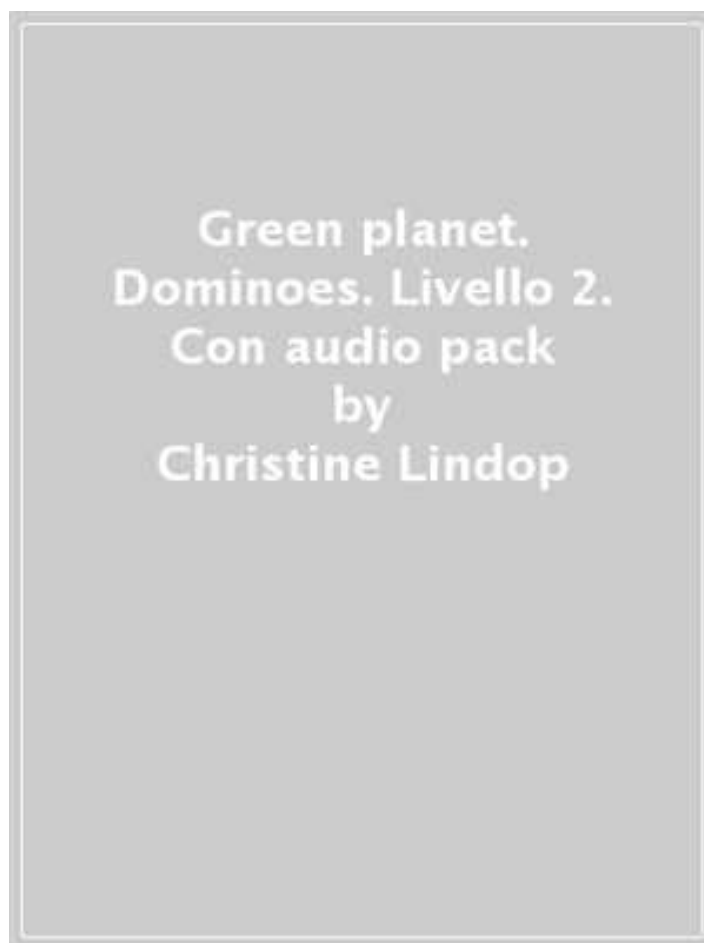 Green planet.
Dominoes. Livello 2.
Con audio pack
by
Christine Lindop